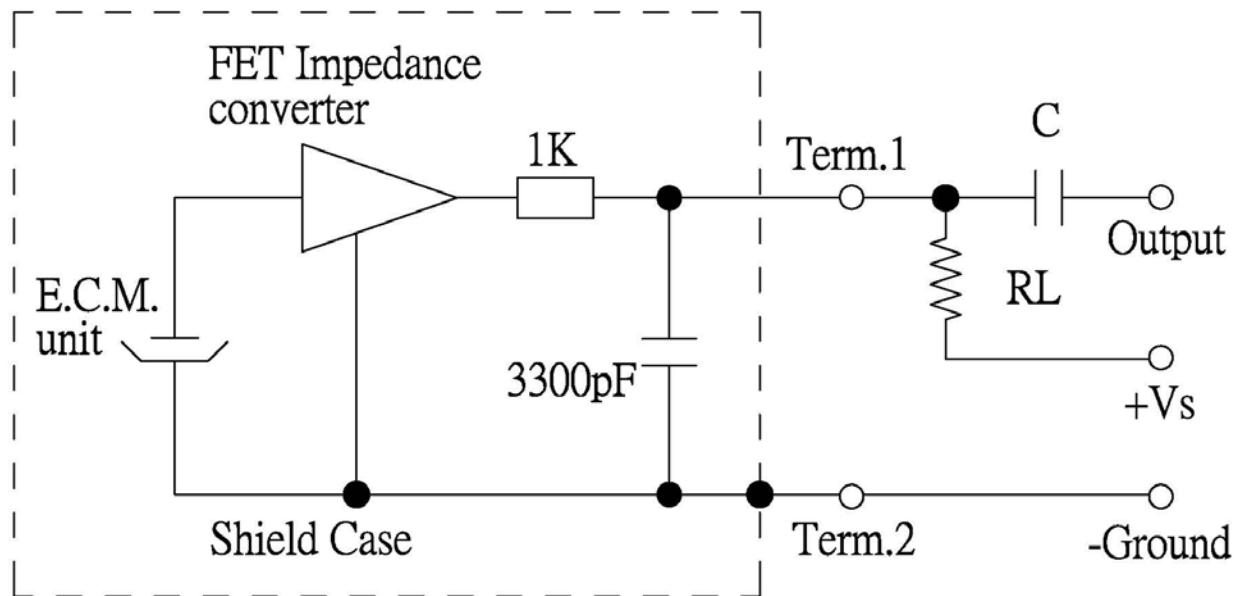 FET Impedance
converter
1K
Term.1
C
Output
E.C.M.
unit
RL
3300pF
+Vs
Shield Case
Term.2
-Ground